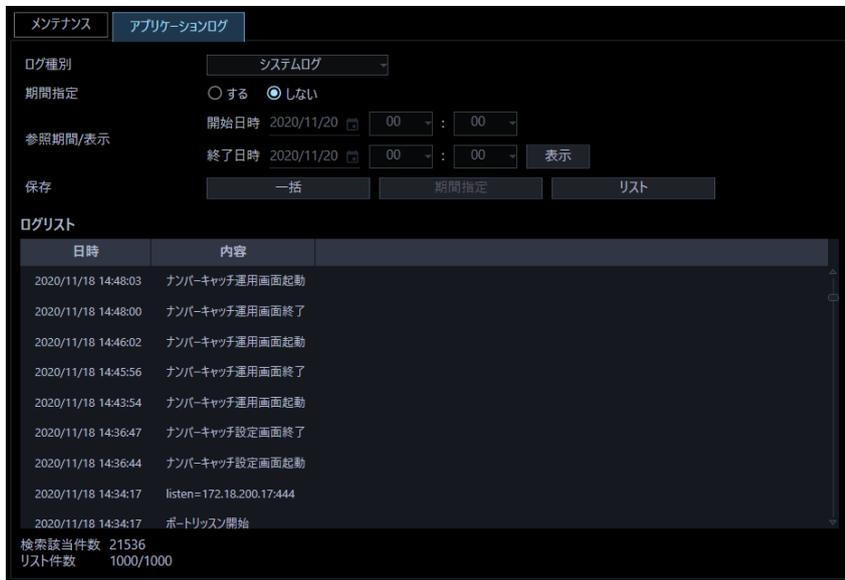 メンテナンス アプリケーションログ
ログ種別 システムログ
期間指定 する しない
参照期間/表示
開始日時 2020/11/20 00 : 00
終了日時 2020/11/20 00 : 00 表示
保存 一括 期間指定 リスト
ログリスト
日時 内容
2020/11/18 14:48:03 ナンバーキャッチ運用画面起動
2020/11/18 14:48:00 ナンバーキャッチ運用画面終了
2020/11/18 14:46:02 ナンバーキャッチ運用画面起動
2020/11/18 14:45:56 ナンバーキャッチ運用画面終了
2020/11/18 14:43:54 ナンバーキャッチ運用画面起動
2020/11/18 14:36:47 ナンバーキャッチ設定画面終了
2020/11/18 14:36:44 ナンバーキャッチ設定画面起動
2020/11/18 14:34:17 listen=172.18.200.17:444
2020/11/18 14:34:17 ポートリッスン開始
検索該当件数 21536
リスト件数 1000/1000